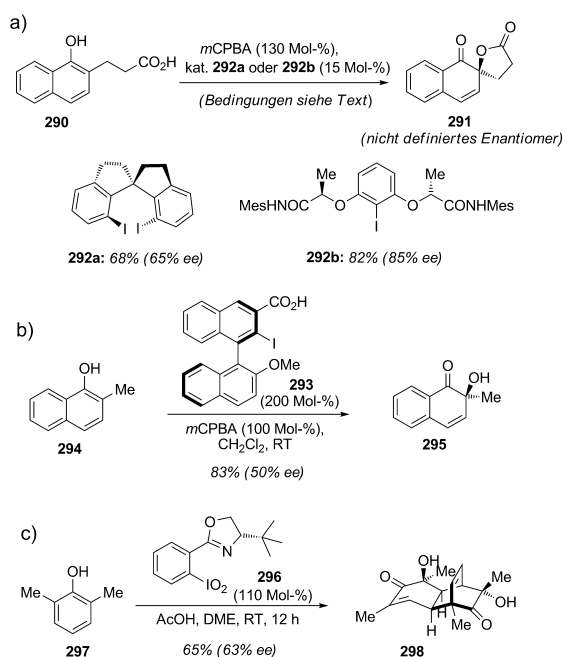 a)
OH
CO₂H
290
mCPBA (130 Mol-%),
kat. 292a oder 292b (15 Mol-%)
(Bedingungen siehe Text)
O
O
O
291
(nicht definiertes Enantiomer)
I
I
292a: 68% (65% ee)
Me
Me
MesHNOC
O
O
CONHMes
I
292b: 82% (85% ee)
b)
OH
Me
294
CO₂H
I
OMe
293
(200 Mol-%)
mCPBA (100 Mol-%),
CH₂Cl₂, RT
83% (50% ee)
O
OH
Me
295
c)
OH
Me
Me
297
O
N
IO₂
296
(110 Mol-%)
AcOH, DME, RT, 12 h
65% (63% ee)
OH
Me
O
Me
OH
Me
H
H
Me
O
298